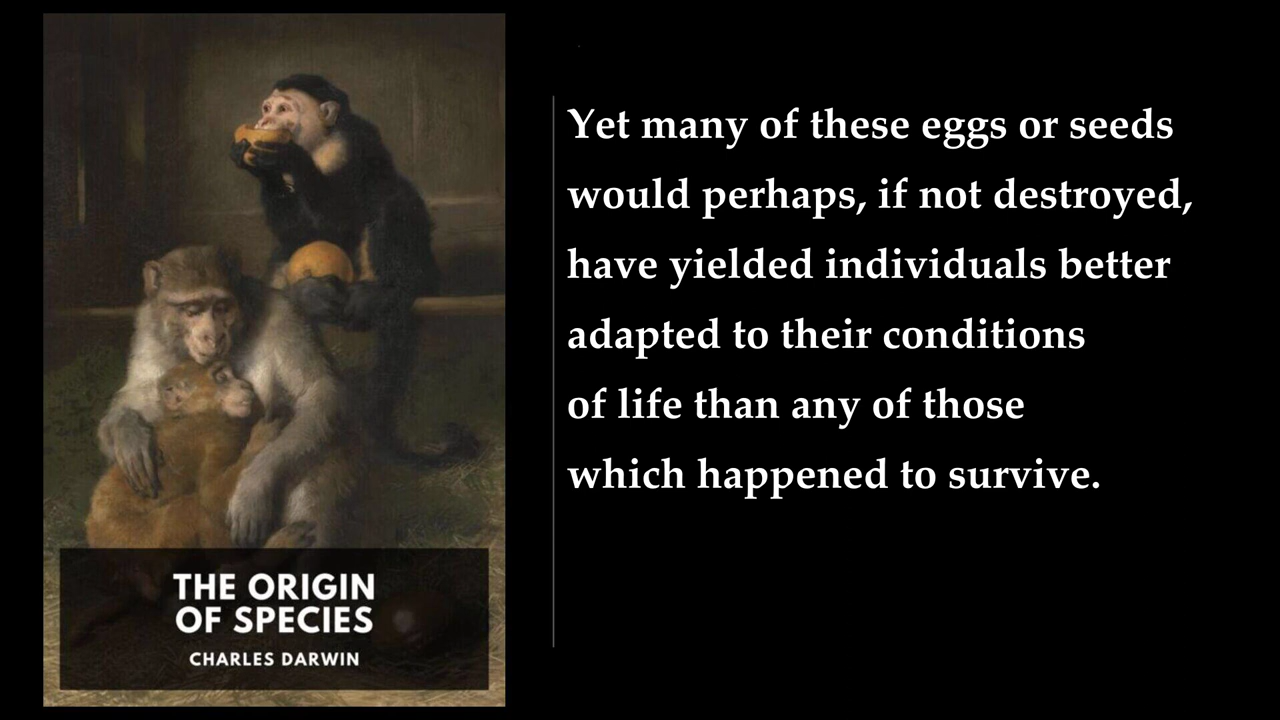 Yet many of these eggs or seeds
would perhaps, if not destroyed,
have yielded individuals better
adapted to their conditions
of life than any of those
which happened to survive.
THE ORIGIN
OF SPECIES
CHARLES DARWIN